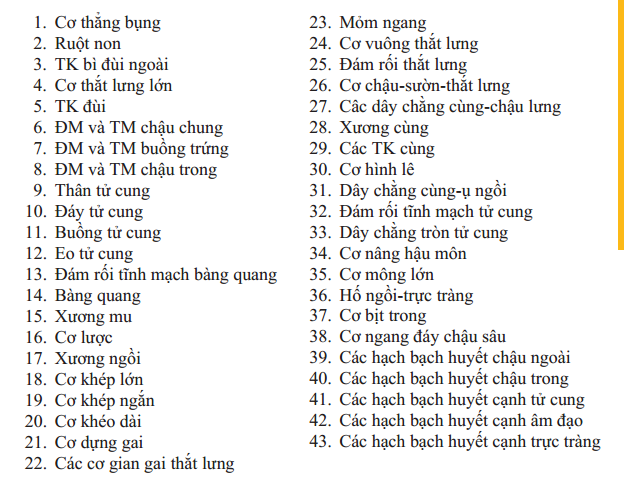 1. Cơ thẳng bụng
2. Ruột non
3. TK bì đùi ngoài
4. Cơ thắt lưng lớn
5. TK đùi
6. ĐM và TM chậu chung
7. ĐM và TM buồng trứng
8. ĐM và TM chậu trong
9. Thân tử cung
10. Đáy tử cung
11. Buồng tử cung
12. Eo tử cung
13. Đám rối tĩnh mạch bàng quang
14. Bàng quang
15. Xương mu
16. Cơ lược
17. Xương ngồi
18. Cơ khép lớn
19. Cơ khép ngắn
20. Cơ khéo dài
21. Cơ dựng gai
22. Các cơ gian gai thắt lưng
23. Mỏm ngang
24. Cơ vuông thắt lưng
25. Đám rối thắt lưng
26. Cơ chậu-sườn-thắt lưng
27. Câc dây chằng cùng-chậu lưng
28. Xương cùng
29. Các TK cùng
30. Cơ hình lê
31. Dây chằng cùng-ụ ngồi
32. Đám rối tĩnh mạch tử cung
33. Dây chằng tròn tử cung
34. Cơ nâng hậu môn
35. Cơ mông lớn
36. Hố ngồi-trực tràng
37. Cơ bịt trong
38. Cơ ngang đáy chậu sâu
39. Các hạch bạch huyết chậu ngoài
40. Các hạch bạch huyết chậu trong
41. Các hạch bạch huyết cạnh tử cung
42. Các hạch bạch huyết cạnh âm đạo
43. Các hạch bạch huyết cạnh trực tràng